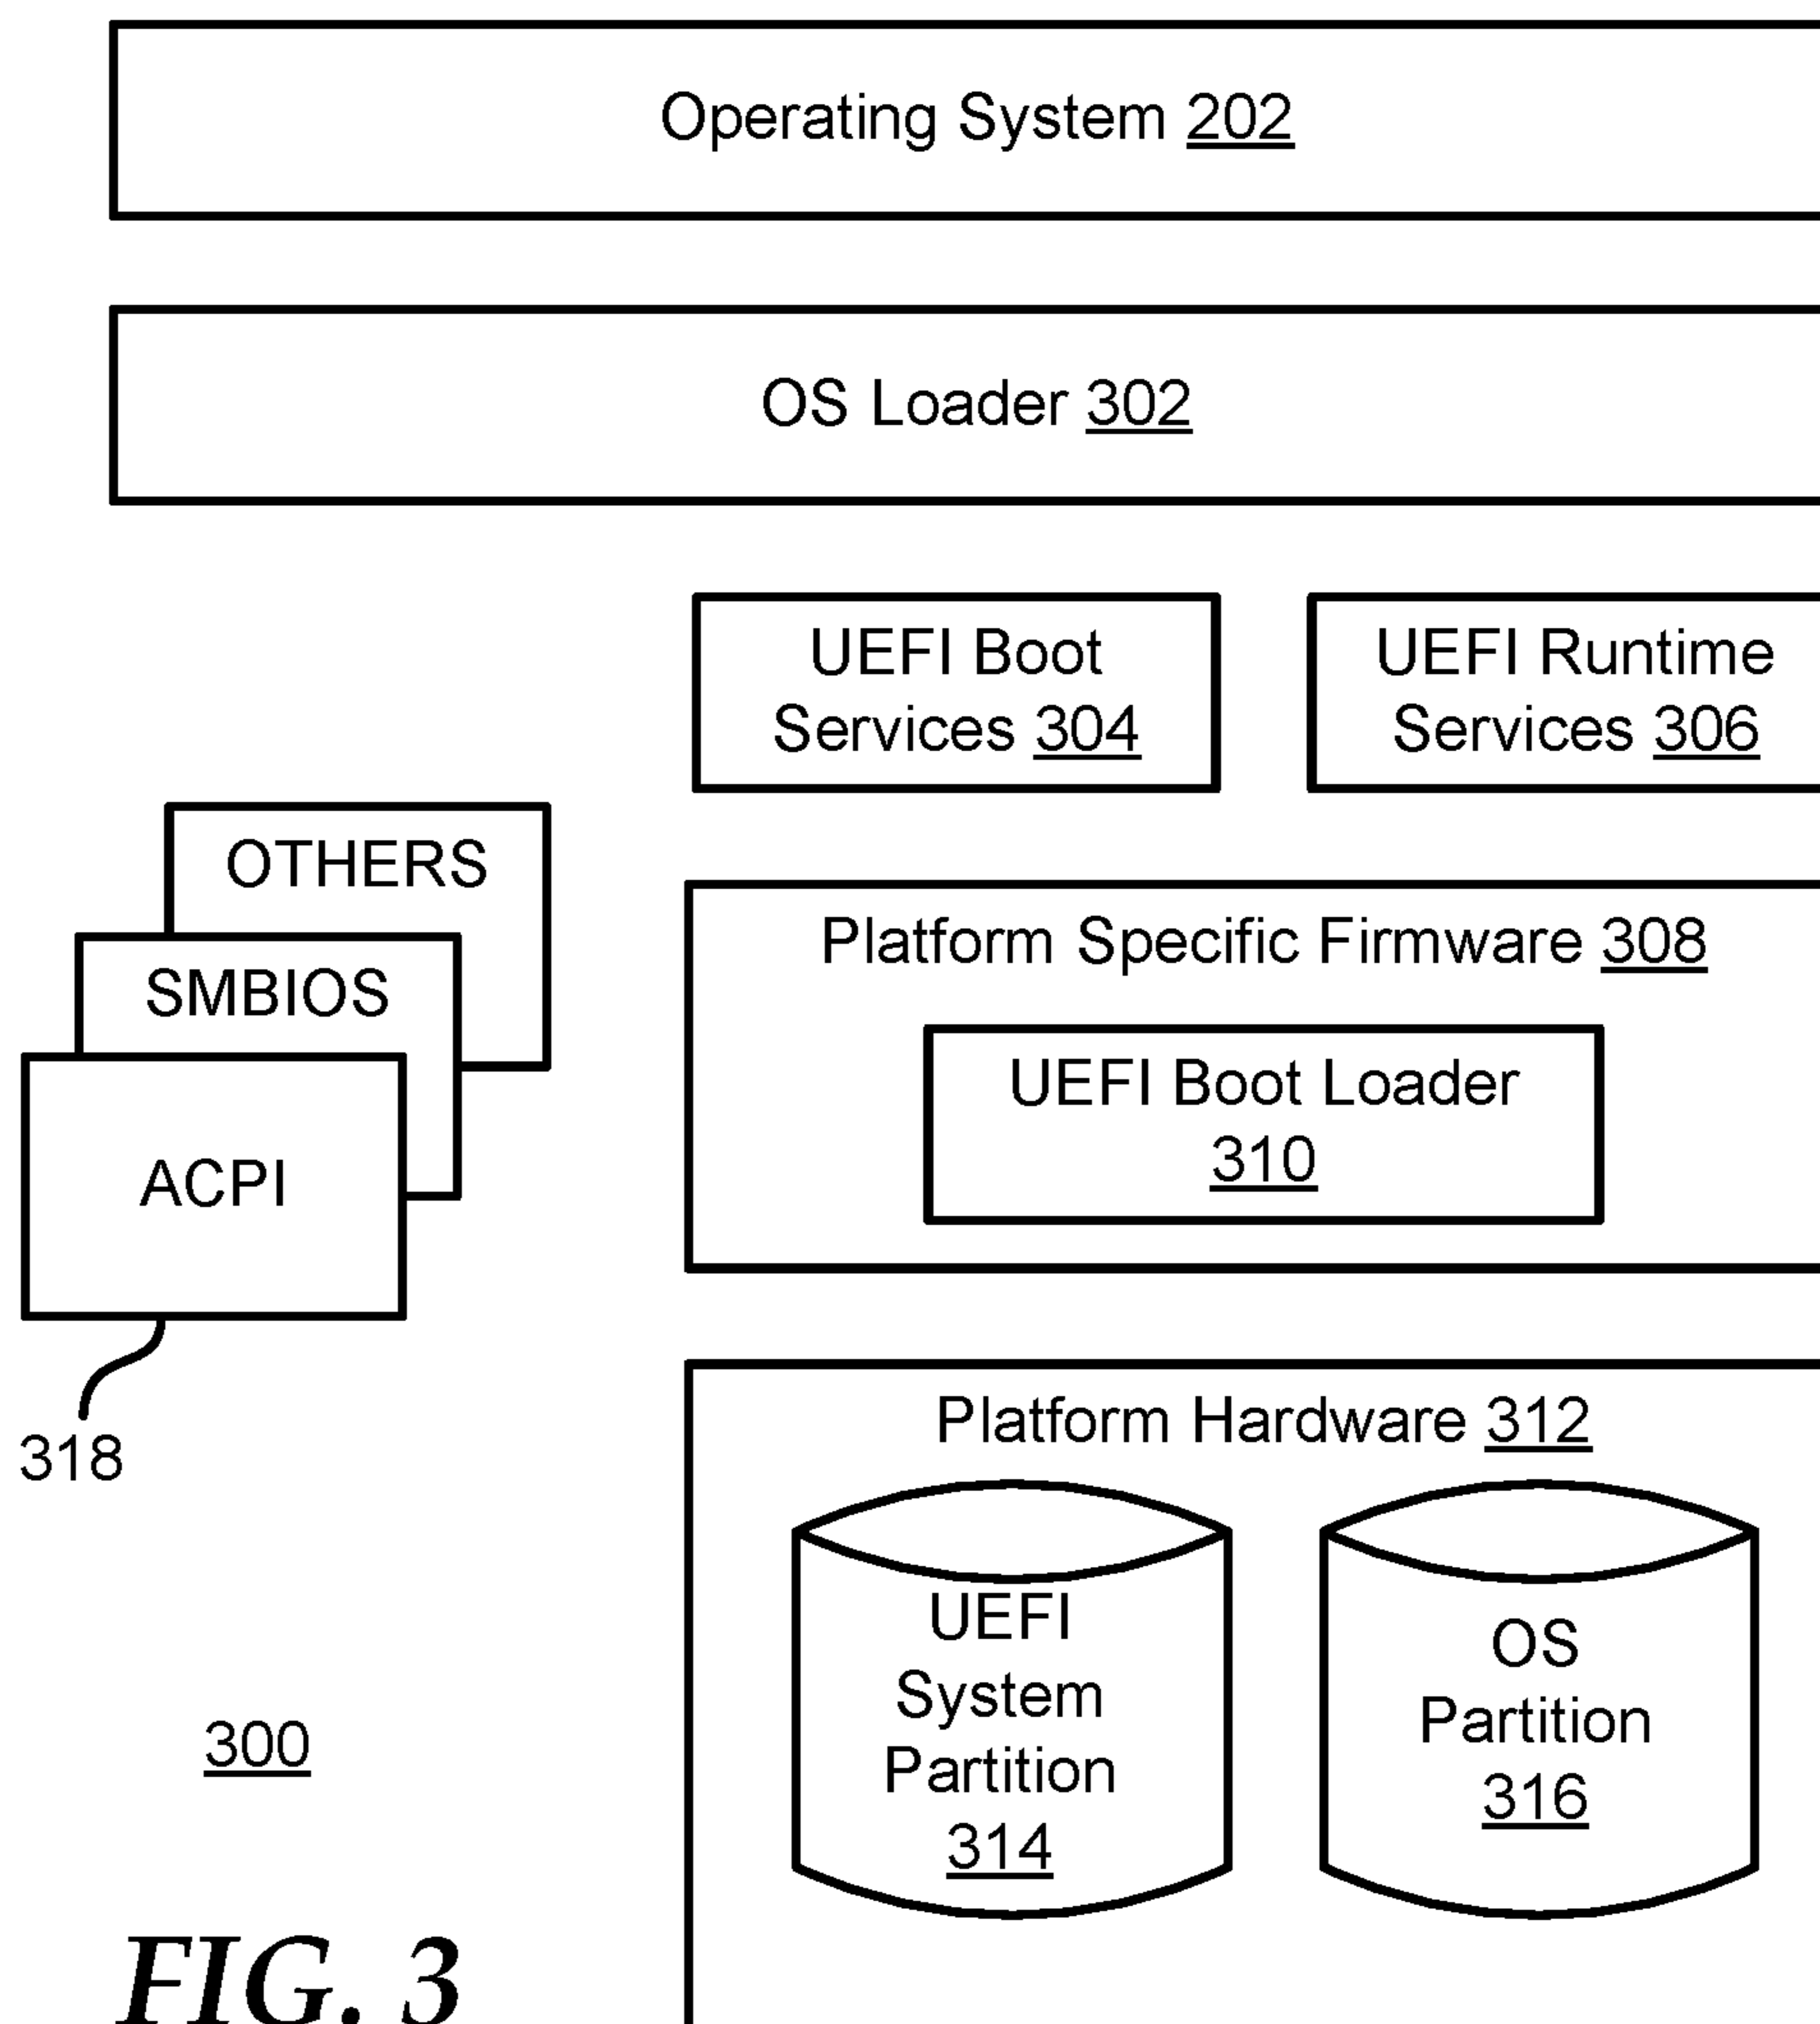 Operating System 202
OS Loader 302
UEFI Boot
Services 304
UEFI Runtime
Services 306
OTHERS
SMBIOS
ACPI
318
Platform Specific Firmware 308
UEFI Boot Loader
310
Platform Hardware 312
UEFI
System
Partition
314
OS
Partition
316
300
FIG. 3